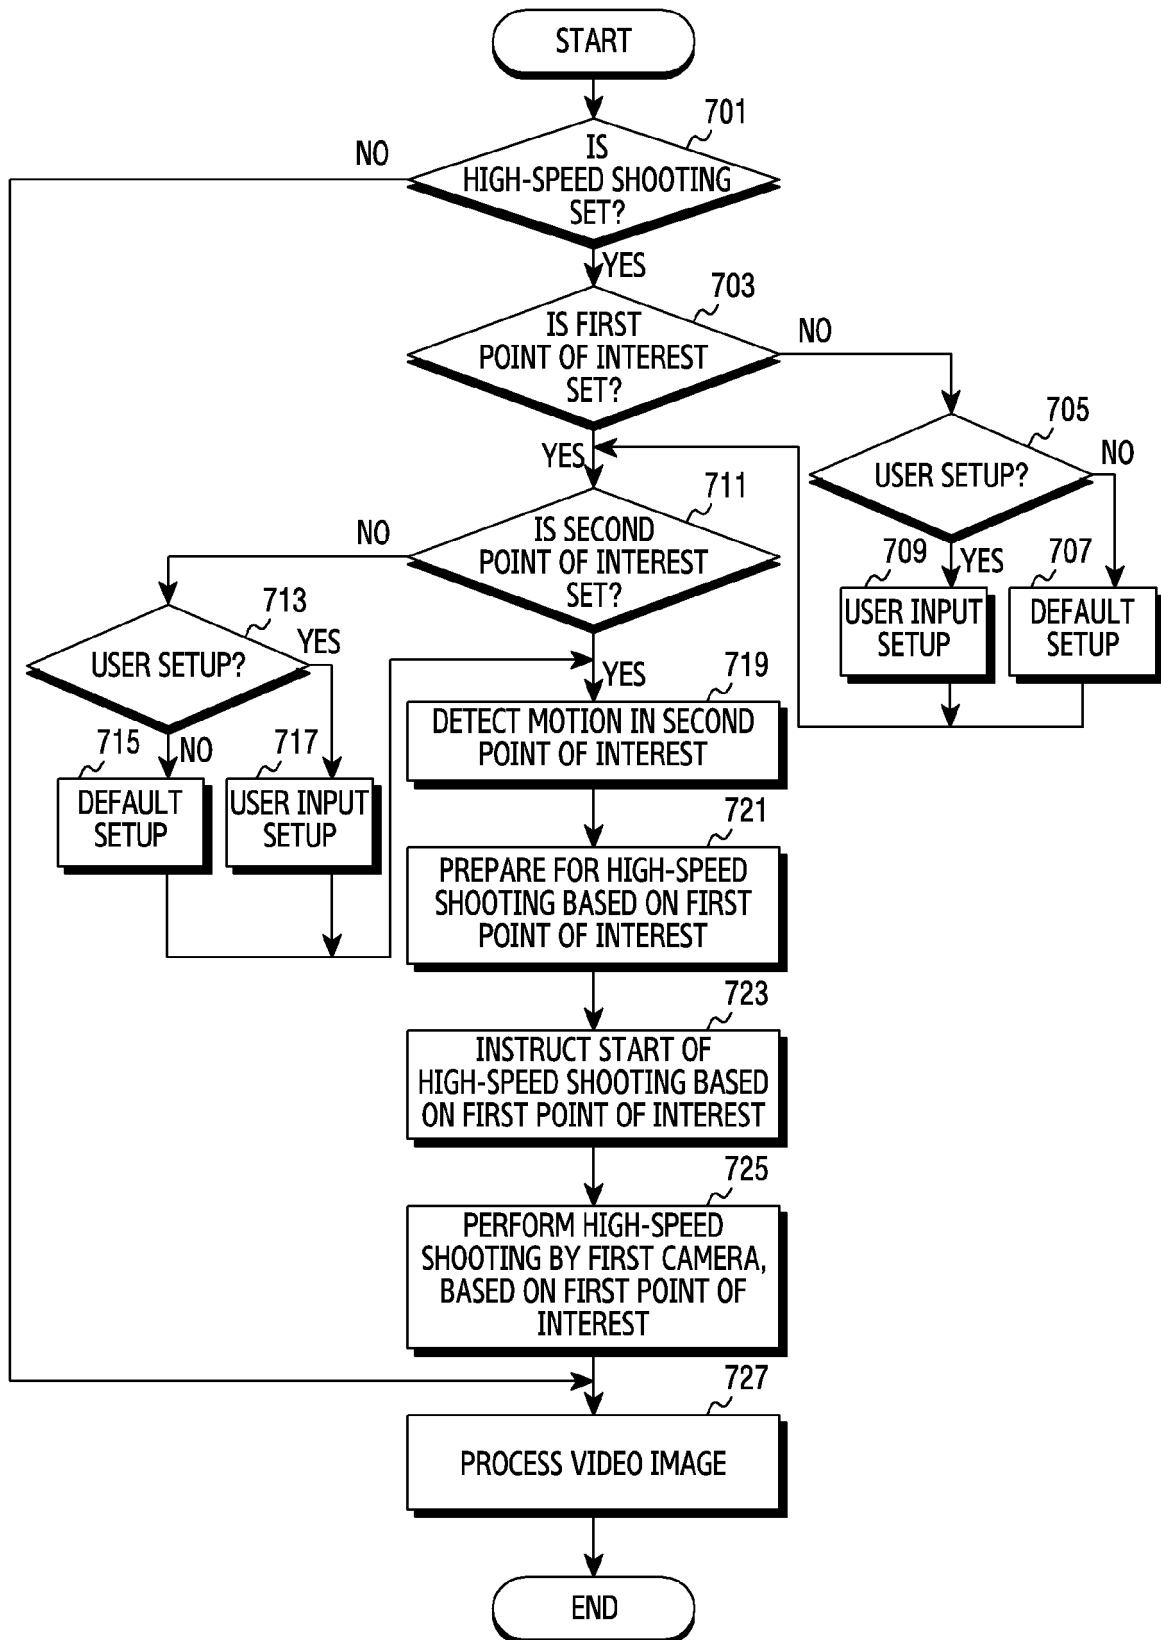 START
701
IS
HIGH-SPEED SHOOTING
SET?
NO
YES
703
IS FIRST
POINT OF INTEREST
SET?
NO
YES
705
USER SETUP?
NO
YES
709
USER INPUT
SETUP
707
DEFAULT
SETUP
711
IS SECOND
POINT OF INTEREST
SET?
NO
YES
713
USER SETUP?
YES
NO
715
DEFAULT
SETUP
717
USER INPUT
SETUP
719
DETECT MOTION IN SECOND
POINT OF INTEREST
721
PREPARE FOR HIGH-SPEED
SHOOTING BASED ON FIRST
POINT OF INTEREST
723
INSTRUCT START OF
HIGH-SPEED SHOOTING BASED
ON FIRST POINT OF INTEREST
725
PERFORM HIGH-SPEED
SHOOTING BY FIRST CAMERA,
BASED ON FIRST POINT OF
INTEREST
727
PROCESS VIDEO IMAGE
END